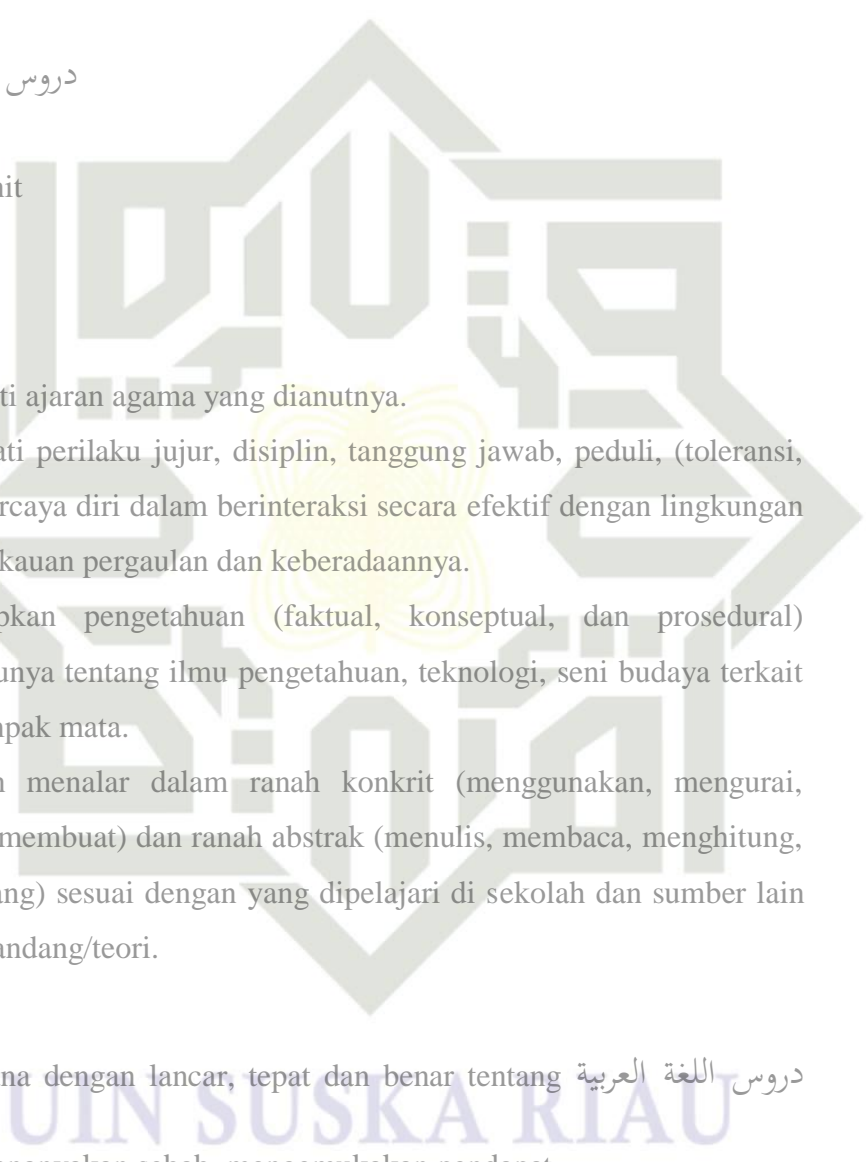 دروس
it
ti ajaran agama yang dianutnya.
ati perilaku jujur, disiplin, tanggung jawab, peduli, (toleransi,
rcaya diri dalam berinteraksi secara efektif dengan lingkungan
kauan pergaulan dan keberadaannya.
pkan pengetahuan (faktual, konseptual, dan prosedural)
unya tentang ilmu pengetahuan, teknologi, seni budaya terkait
mpak mata.
n menalar dalam ranah konkrit (menggunakan, mengurai,
membuat) dan ranah abstrak (menulis, membaca, menghitung,
ang) sesuai dengan yang dipelajari di sekolah dan sumber lain
andang/teori.
na dengan lancar, tepat dan benar tentang دروس اللغة العربية
UIN SUSKA RIAU